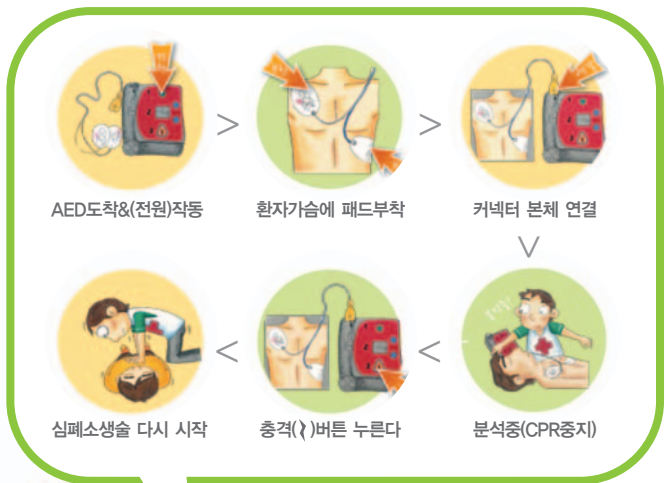 AED도착&(전원)작동
>
환자가슴에 패드부착
>
커넥터 본체 연결
>
분석중(CPR중지)
<
충격( )버튼 누른다
<
심폐소생술 다시 시작